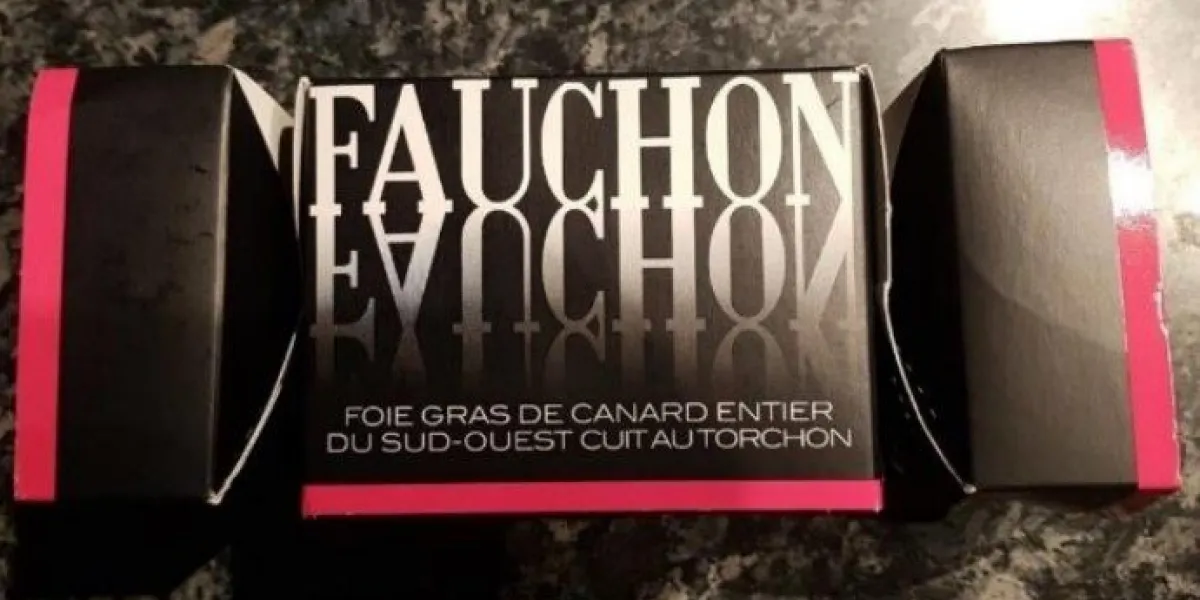 FAUCHON
FOIE GRAS DE CANARD ENTIER
DU SUD-OUEST CUIT AU TORCHON